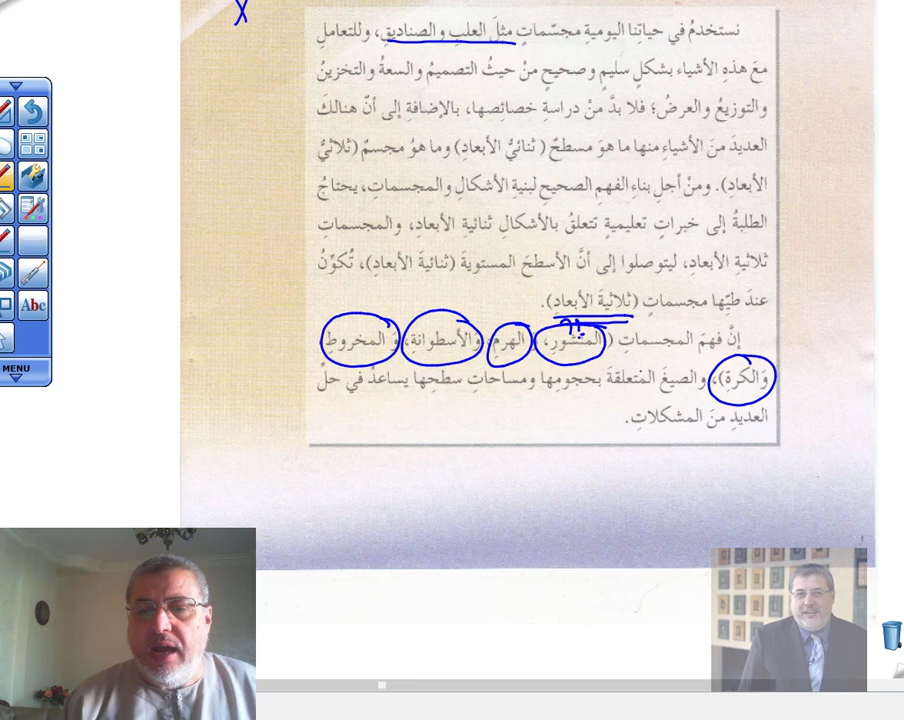 نستخدمُ في حياتِنا اليوميةِ مجسّماتٍ مثلَ العلبِ والصناديقِ، وللتعاملِ
معَ هذهِ الأشياءِ بشكلٍ سليمٍ وصحيحٍ منْ حيثُ التصميمُ والسعةُ والتخزينُ
والتوزيعُ والعرضُ؛ فلا بدَّ منْ دراسةِ خصائصِها، بالإضافةِ إلى أنّ هنالكَ
العديدَ منَ الأشياءِ منها ما هوَ مسطحٌ (ثنائيُّ الأبعادِ) وما هوُ مجسمٌ (ثلاثيُّ
الأبعادِ). ومنْ أجلِ بناءِ الفهمِ الصحيحِ لبنيةِ الأشكالِ والمجسماتِ، يحتاجُ
الطلبةُ إلى خبراتٍ تعليميةٍ تتعلقُ بالأشكالِ ثنائيةِ الأبعادِ، والمجسماتِ
ثلاثيةِ الأبعادِ، ليتوصلوا إلى أنَّ الأسطحَ المستويةَ (ثنائيةَ الأبعادِ)، تُكوِّنُ
عندَ طيِّها مجسماتٍ (ثلاثيةَ الأبعادِ).
إنَّ فهمَ المجسماتِ (المنشورِ، الهرمِ، والأسطوانةِ، وَ المخروطِ،
وَالكرةِ)، والصيغَ المتعلقةَ بحجومِها ومساحاتِ سطحِها يساعدُ في حلِّ
العديدِ منَ المشكلاتِ.
Abc
MENU